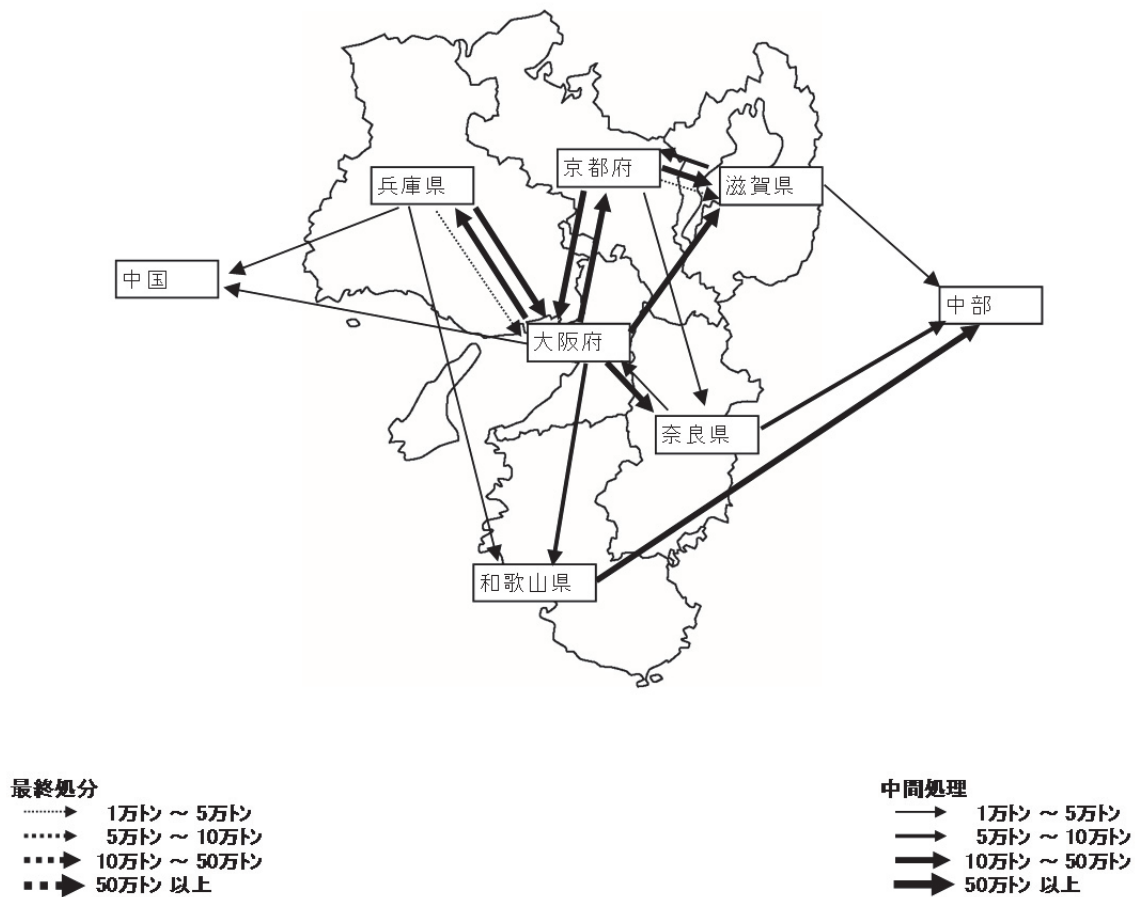 京都府
兵庫県
滋賀県
中国
中部
大阪府
奈良県
和歌山県
最終処分
1万トン ～ 5万トン
5万トン ～ 10万トン
10万トン ～ 50万トン
50万トン 以上
中間処理
1万トン ～ 5万トン
5万トン ～ 10万トン
10万トン ～ 50万トン
50万トン 以上